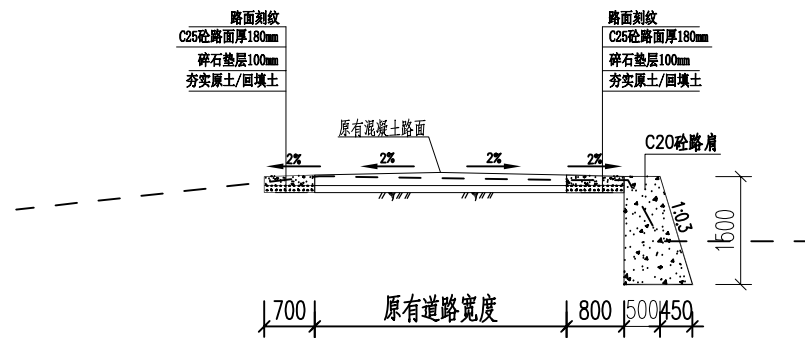 路面刻纹
C25砼路面厚180mm
碎石垫层100mm
夯实原土/回填土
路面刻纹
C25砼路面厚180mm
碎石垫层100mm
夯实原土/回填土
原有混凝土路面
C20砼路肩
2%
2%
2%
2%
1:0.3
1500
700
原有道路宽度
800
500
450